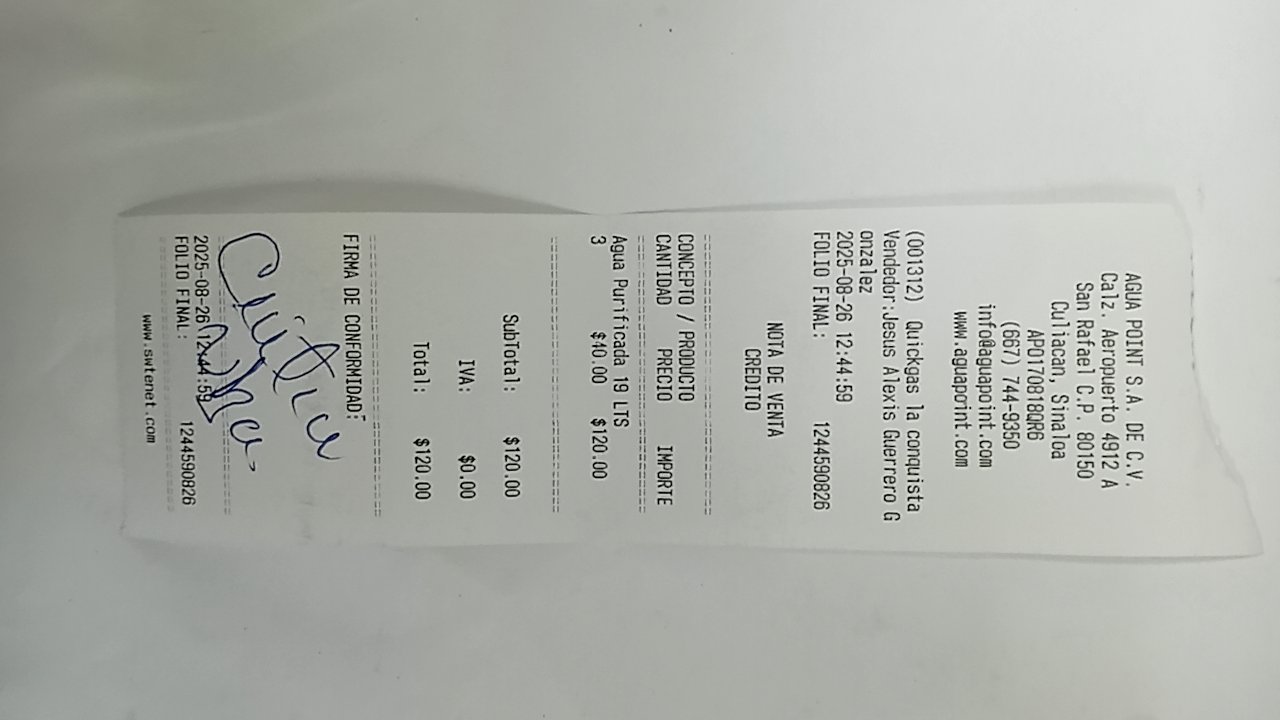 AGUA POINT S.A. DE C.V.
Calz. Aeropuerto 4912 A
San Rafael C.P. 80150
Culiacan, Sinaloa
APO170818QR6
(667) 744-9350
info@aguapoint.com
www.aguapoint.com
(001312) Quickgas la conquista
Vendedor:Jesus Alexis Guerrero G
onzalez
2025-08-26 12:44:59
FOLIO FINAL: 1244590826
NOTA DE VENTA
CREDITO
CONCEPTO / PRODUCTO
CANTIDAD PRECIO IMPORTE
Agua Purificada 19 LTS
3 $40.00 $120.00
SubTotal: $120.00
IVA: $0.00
Total: $120.00
FIRMA DE CONFORMIDAD:
2025-08-26 12:44:59
FOLIO FINAL: 1244590826
www.swtenet.com